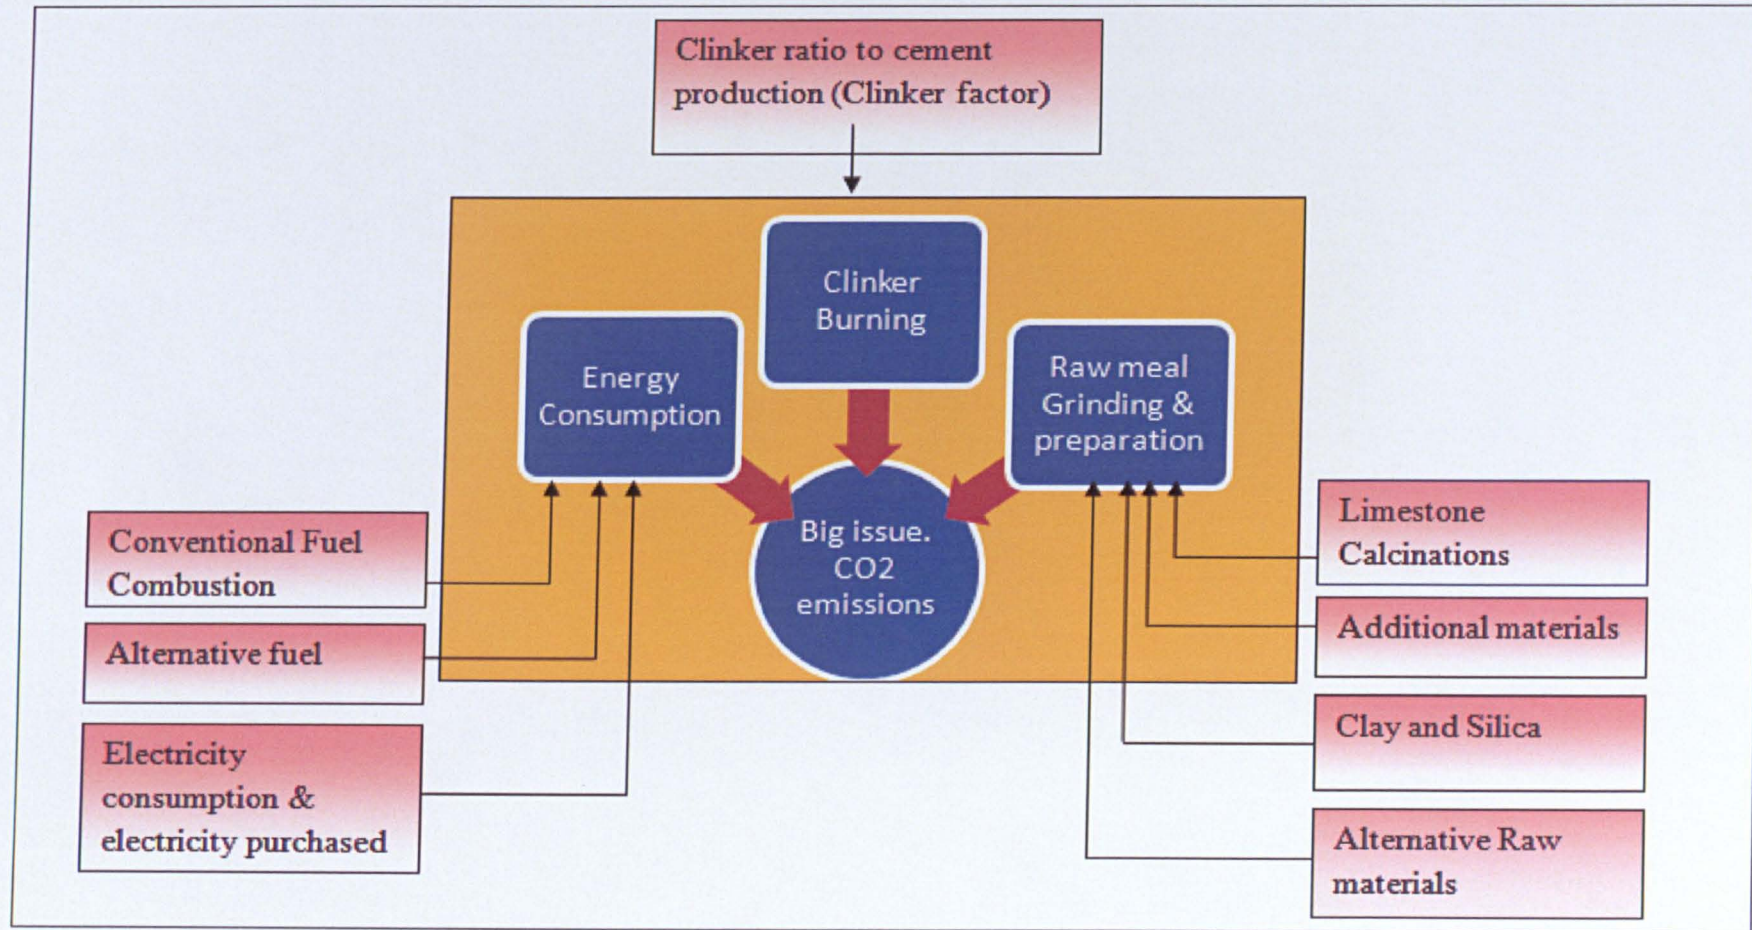 Clinker ratio to cement
production (Clinker factor)
Clinker
Burning
Energy
Consumption
Raw meal
Grinding &
preparation
Big issue.
CO2
emissions
Conventional Fuel
Combustion
Alternative fuel
Electricity
consumption &
electricity purchased
Limestone
Calcinations
Additional materials
Clay and Silica
Alternative Raw
materials